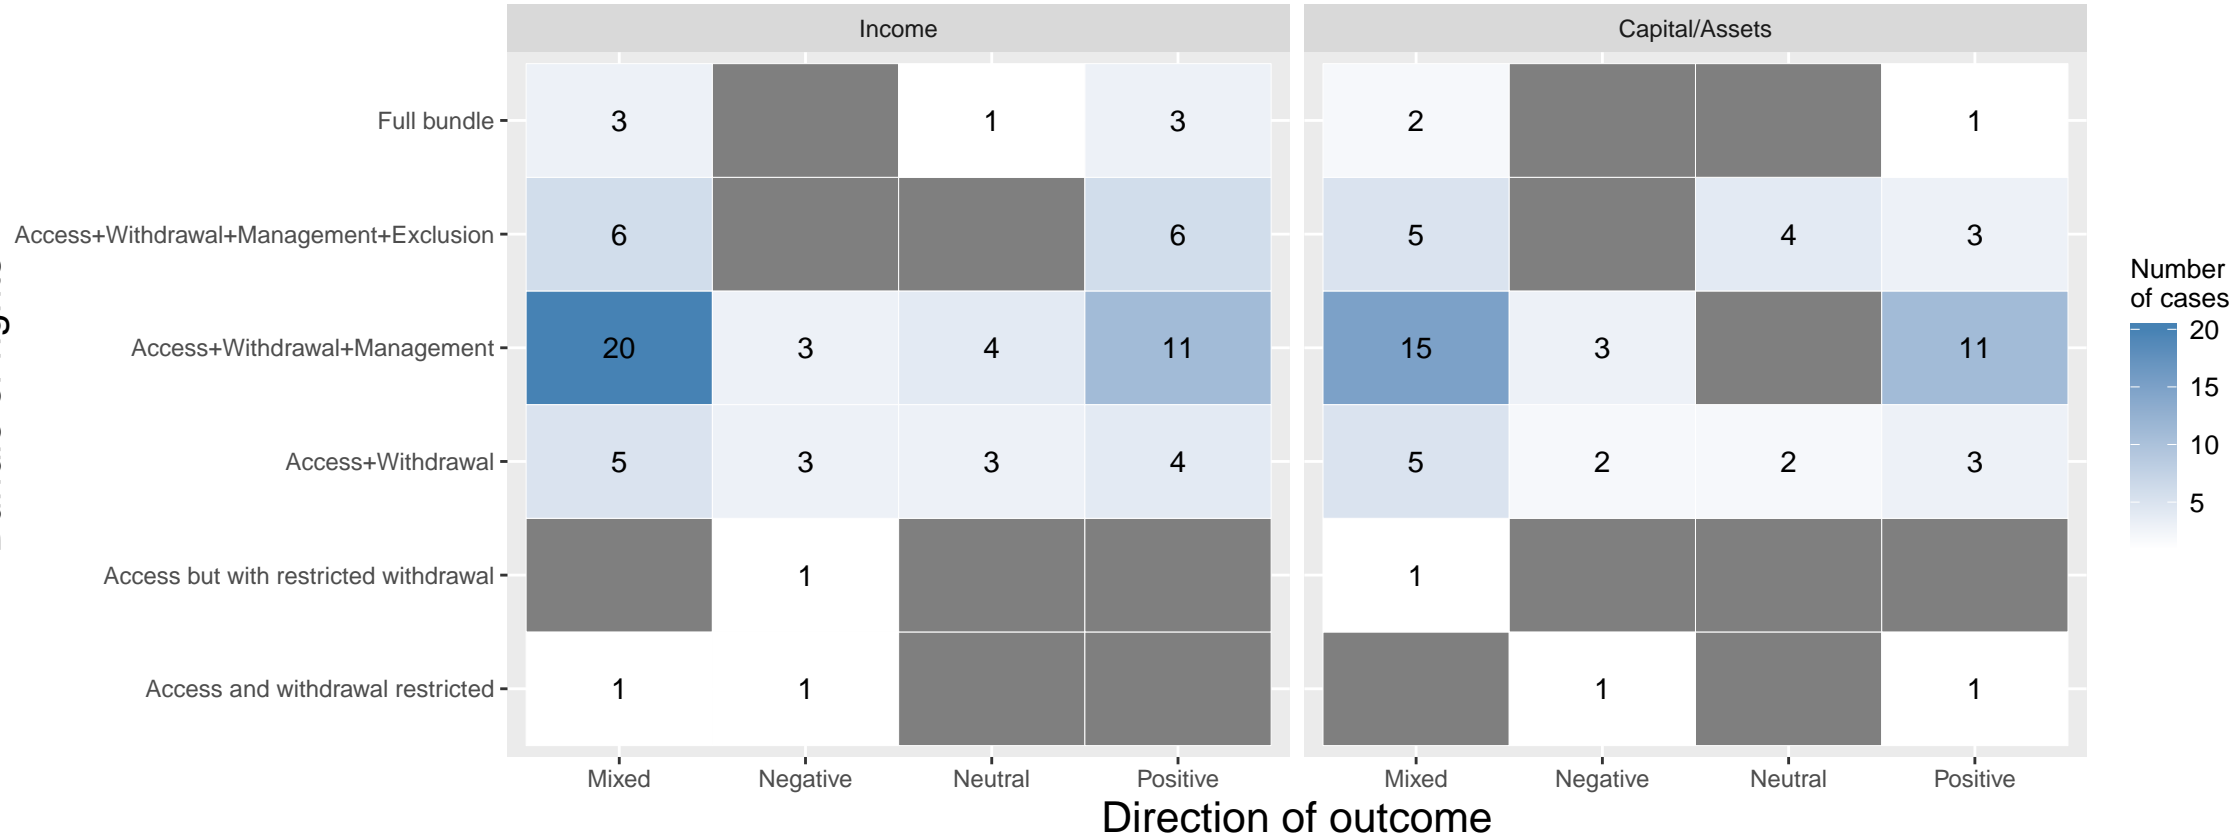 Income
Capital/Assets
Full bundle
3
1
3
2
1
Access+Withdrawal+Management+Exclusion
6
6
5
4
3
Access+Withdrawal+Management
20
3
4
11
15
3
11
Access+Withdrawal
5
3
3
4
5
2
2
3
Access but with restricted withdrawal
1
1
Access and withdrawal restricted
1
1
1
1
Mixed
Negative
Neutral
Positive
Mixed
Negative
Neutral
Positive
Direction of outcome
Number
of cases
20
15
10
5